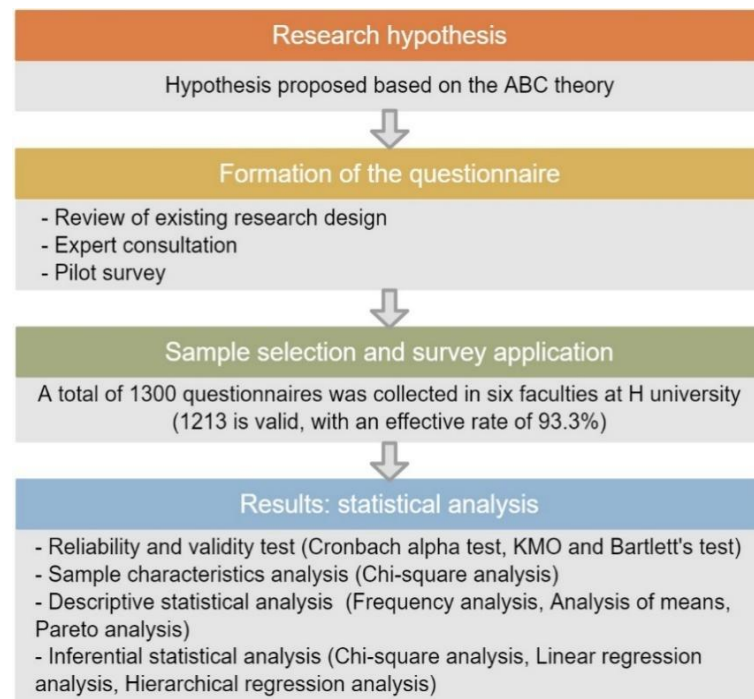 Research hypothesis
Hypothesis proposed based on the ABC theory
Formation of the questionnaire
- Review of existing research design
- Expert consultation
- Pilot survey
Sample selection and survey application
A total of 1300 questionnaires was collected in six faculties at H university
(1213 is valid, with an effective rate of 93.3%)
Results: statistical analysis
- Reliability and validity test (Cronbach alpha test, KMO and Bartlett's test)
- Sample characteristics analysis (Chi-square analysis)
- Descriptive statistical analysis (Frequency analysis, Analysis of means,
Pareto analysis)
- Inferential statistical analysis (Chi-square analysis, Linear regression
analysis, Hierarchical regression analysis)